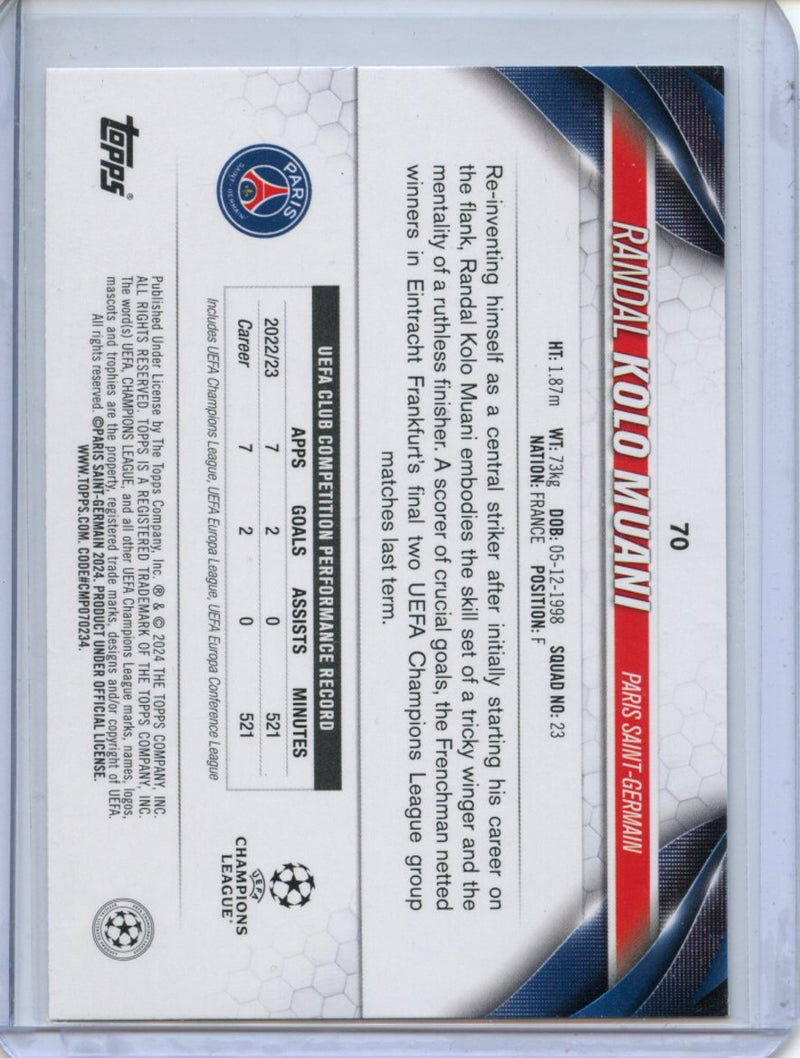 70
RANDAL KOLO MUANI PARIS SAINT-GERMAIN
HT: 1.87m WT: 73kg DOB: 05-12-1998 SQUAD NO: 23
NATION: FRANCE POSITION: F
Re-inventing himself as a central striker after initially starting his career on
the flank, Randal Kolo Muani embodies the skill set of a tricky winger and the
mentality of a ruthless finisher. A scorer of crucial goals, the Frenchman netted
winners in Eintracht Frankfurt's final two UEFA Champions League group
matches last term.
UEFA CLUB COMPETITION PERFORMANCE RECORD
APPS GOALS ASSISTS MINUTES
2022/23 7 2 0 521
Career 7 2 0 521
Includes UEFA Champions League, UEFA Europa League, UEFA Europa Conference League
PARIS
SAINT-GERMAIN
UEFA
CHAMPIONS
LEAGUE®
topps®
Published Under License by The Topps Company, Inc. ® & © 2024 THE TOPPS COMPANY, INC.
ALL RIGHTS RESERVED. TOPPS IS A REGISTERED TRADEMARK OF THE TOPPS COMPANY, INC.
The word(s) UEFA, CHAMPIONS LEAGUE, and all other UEFA Champions League marks, names, logos,
mascots and trophies are the property, registered trade marks, designs and/or copyright of UEFA.
All rights reserved. ©PARIS SAINT-GERMAIN 2024. PRODUCT UNDER OFFICIAL LICENSE.
WWW.TOPPS.COM. CODE#CMP070234.